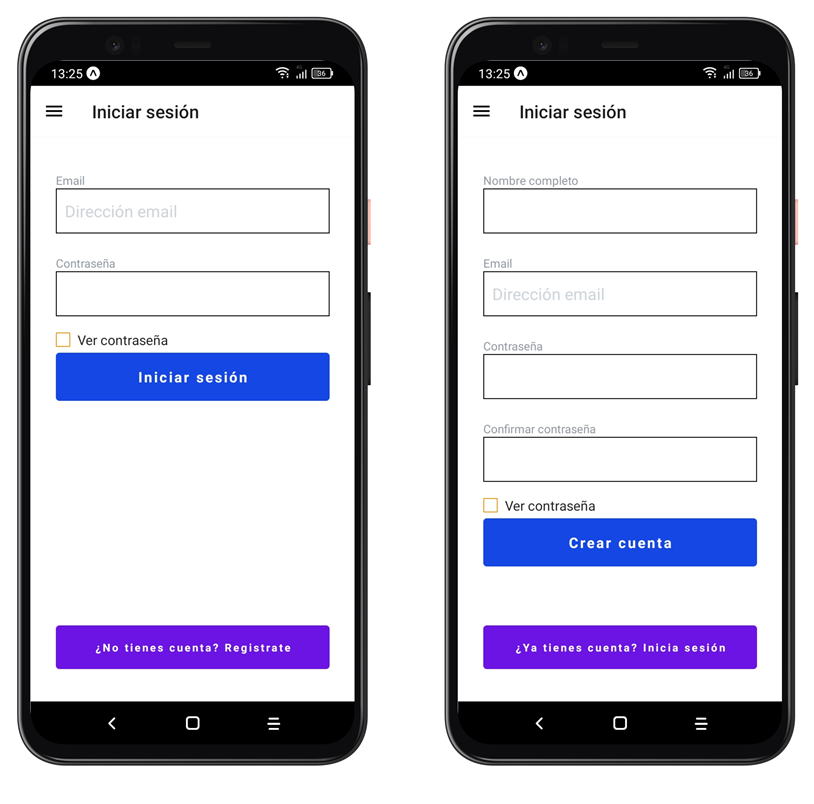 13:25
36
Iniciar sesión
Email
Dirección email
Contraseña
Ver contraseña
Iniciar sesión
¿No tienes cuenta? Registrate
13:25
36
Iniciar sesión
Nombre completo
Email
Dirección email
Contraseña
Confirmar contraseña
Ver contraseña
Crear cuenta
¿Ya tienes cuenta? Inicia sesión